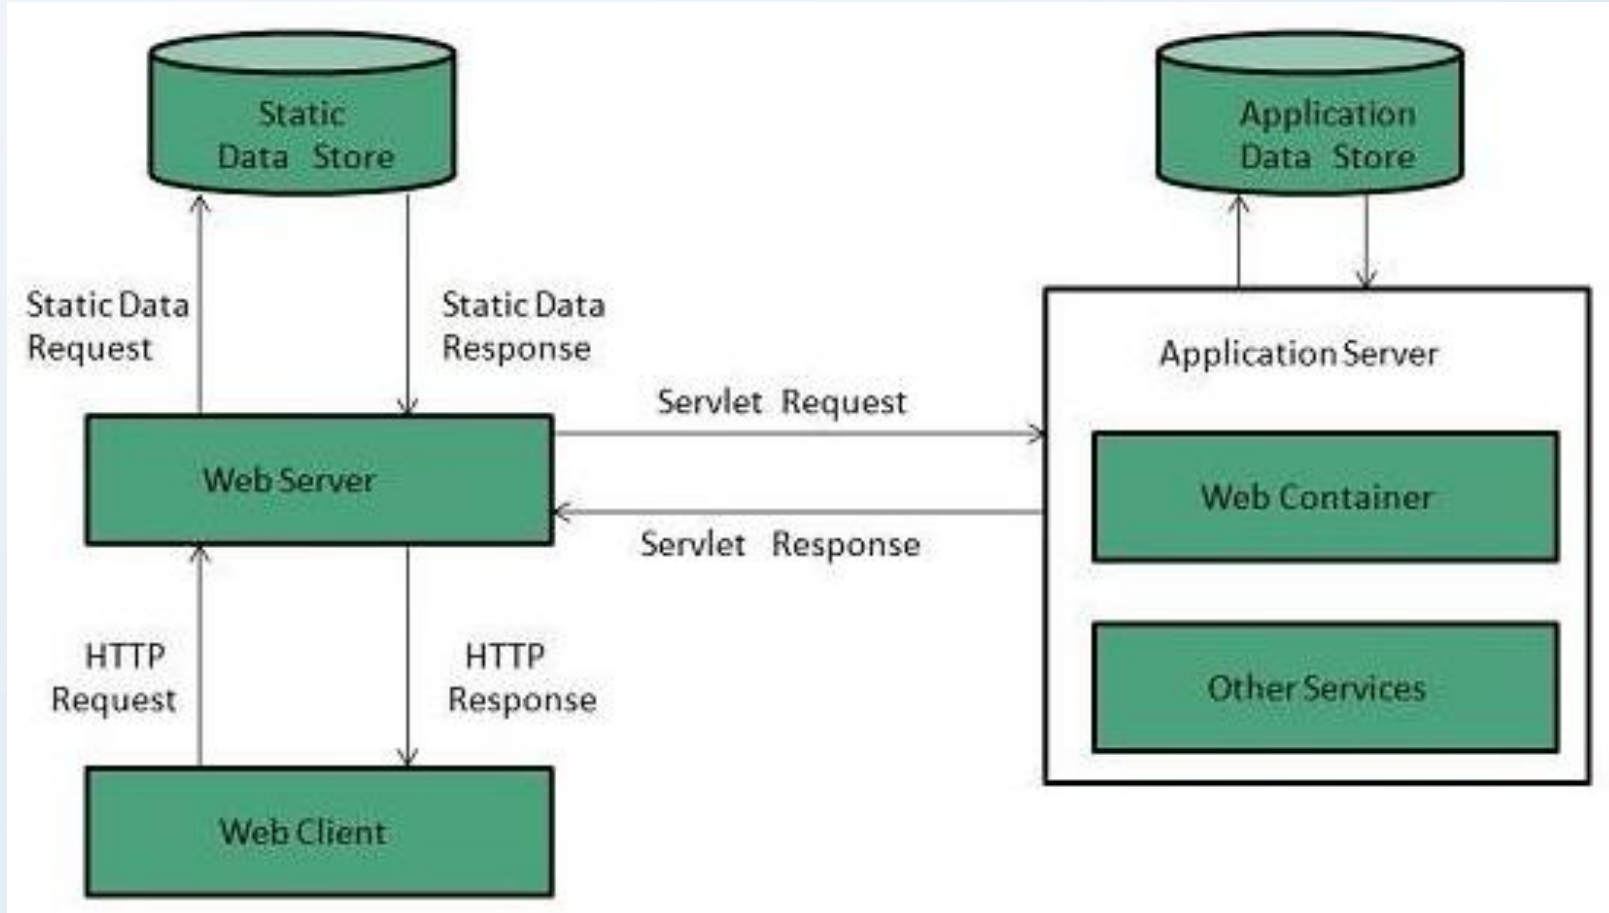 Static
Data Store
Application
Data Store
Static Data
Request
Static Data
Response
Application Server
Servlet Request
Web Server
Web Container
Servlet Response
HTTP
Request
HTTP
Response
Other Services
Web Client